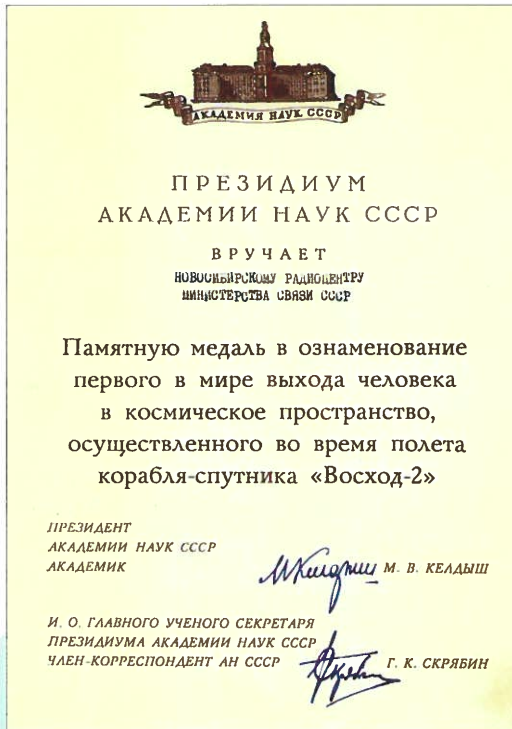 АКАДЕМИЯ НАУК СССР
ПРЕЗИДИУМ
АКАДЕМИИ НАУК СССР
ВРУЧАЕТ
НОВОСИБИРСКОМУ РАДИОЦЕНТРУ
МИНИСТЕРСТВА СВЯЗИ СССР
Памятную медаль в ознаменование
первого в мире выхода человека
в космическое пространство,
осуществленного во время полета
корабля-спутника «Восход-2»
ПРЕЗИДЕНТ
АКАДЕМИИ НАУК СССР
АКАДЕМИК
МКелдыш М. В. КЕЛДЫШ
И. О. ГЛАВНОГО УЧЕНОГО СЕКРЕТАРЯ
ПРЕЗИДИУМА АКАДЕМИИ НАУК СССР
ЧЛЕН-КОРРЕСПОНДЕНТ АН СССР
Г. К. СКРЯБИН